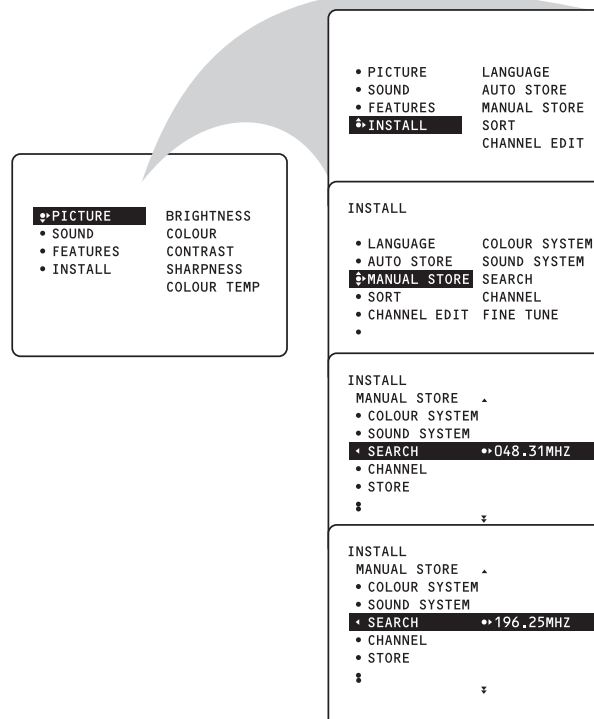 • PICTURE LANGUAGE
• SOUND AUTO STORE
• FEATURES MANUAL STORE
INSTALL SORT
CHANNEL EDIT
PICTURE BRIGHTNESS
• SOUND COLOUR
• FEATURES CONTRAST
• INSTALL SHARPNESS
COLOUR TEMP
INSTALL
• LANGUAGE COLOUR SYSTEM
• AUTO STORE SOUND SYSTEM
MANUAL STORE SEARCH
• SORT CHANNEL
• CHANNEL EDIT FINE TUNE
•
INSTALL
MANUAL STORE
• COLOUR SYSTEM
• SOUND SYSTEM
SEARCH 048.31MHZ
• CHANNEL
• STORE
INSTALL
MANUAL STORE
• COLOUR SYSTEM
• SOUND SYSTEM
SEARCH 196.25MHZ
• CHANNEL
• STORE